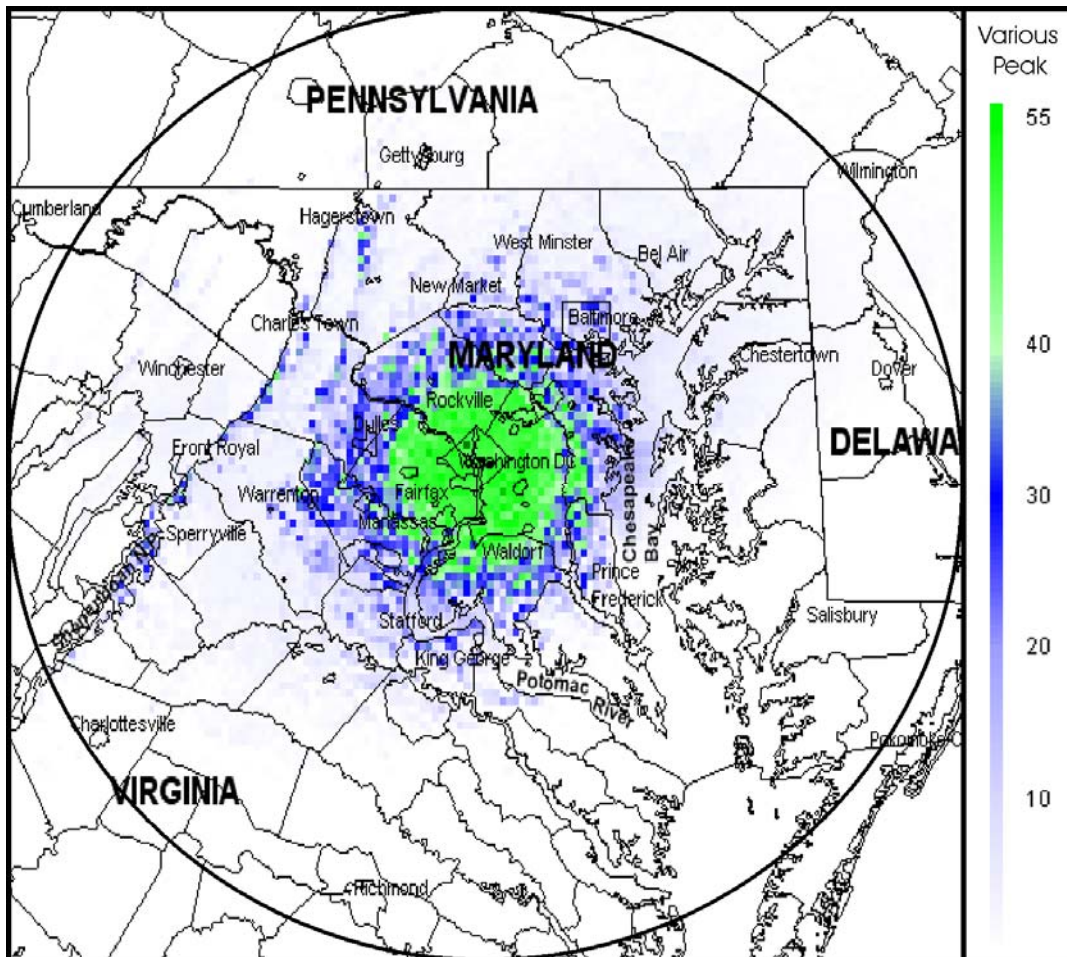 Various
Peak
55
40
30
20
10
PENNSYLVANIA
Gettysburg
Wilmington
Cumberland
Hagerstown
West Minster
Bel Air
New Market
Baltimore
Charles Town
MARYLAND
Chestertown
Winchester
Dover
Rockville
Dulles
DELAWA
Front Royal
Washington DC
Fairfax
Warrenton
Chesapeake
Bay
Manassas
Sperryville
Waldorf
Prince
Frederick
Stafford
Salisbury
King George
Potomac
River
Charlottesville
VIRGINIA
Richmond